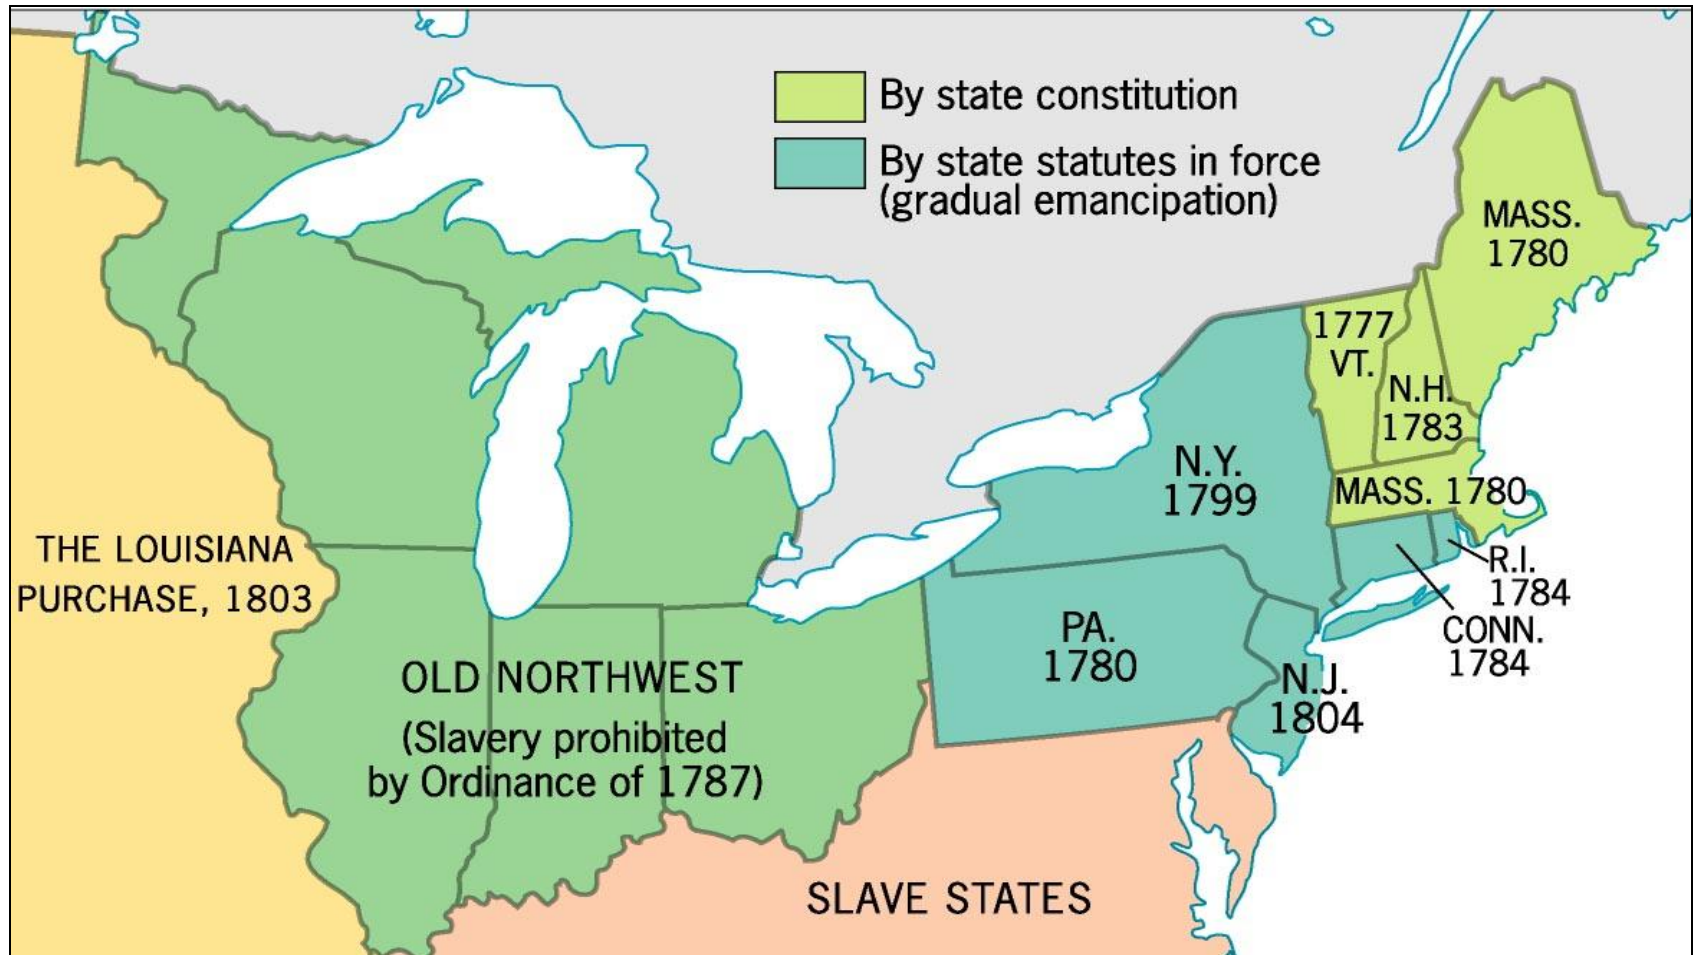 By state constitution
By state statutes in force
(gradual emancipation)
MASS.
1780
1777
VT.
N.H.
1783
N.Y.
1799
MASS. 1780
THE LOUISIANA
PURCHASE, 1803
R.I.
1784
CONN.
1784
PA.
1780
N.J.
1804
OLD NORTHWEST
(Slavery prohibited
by Ordinance of 1787)
SLAVE STATES